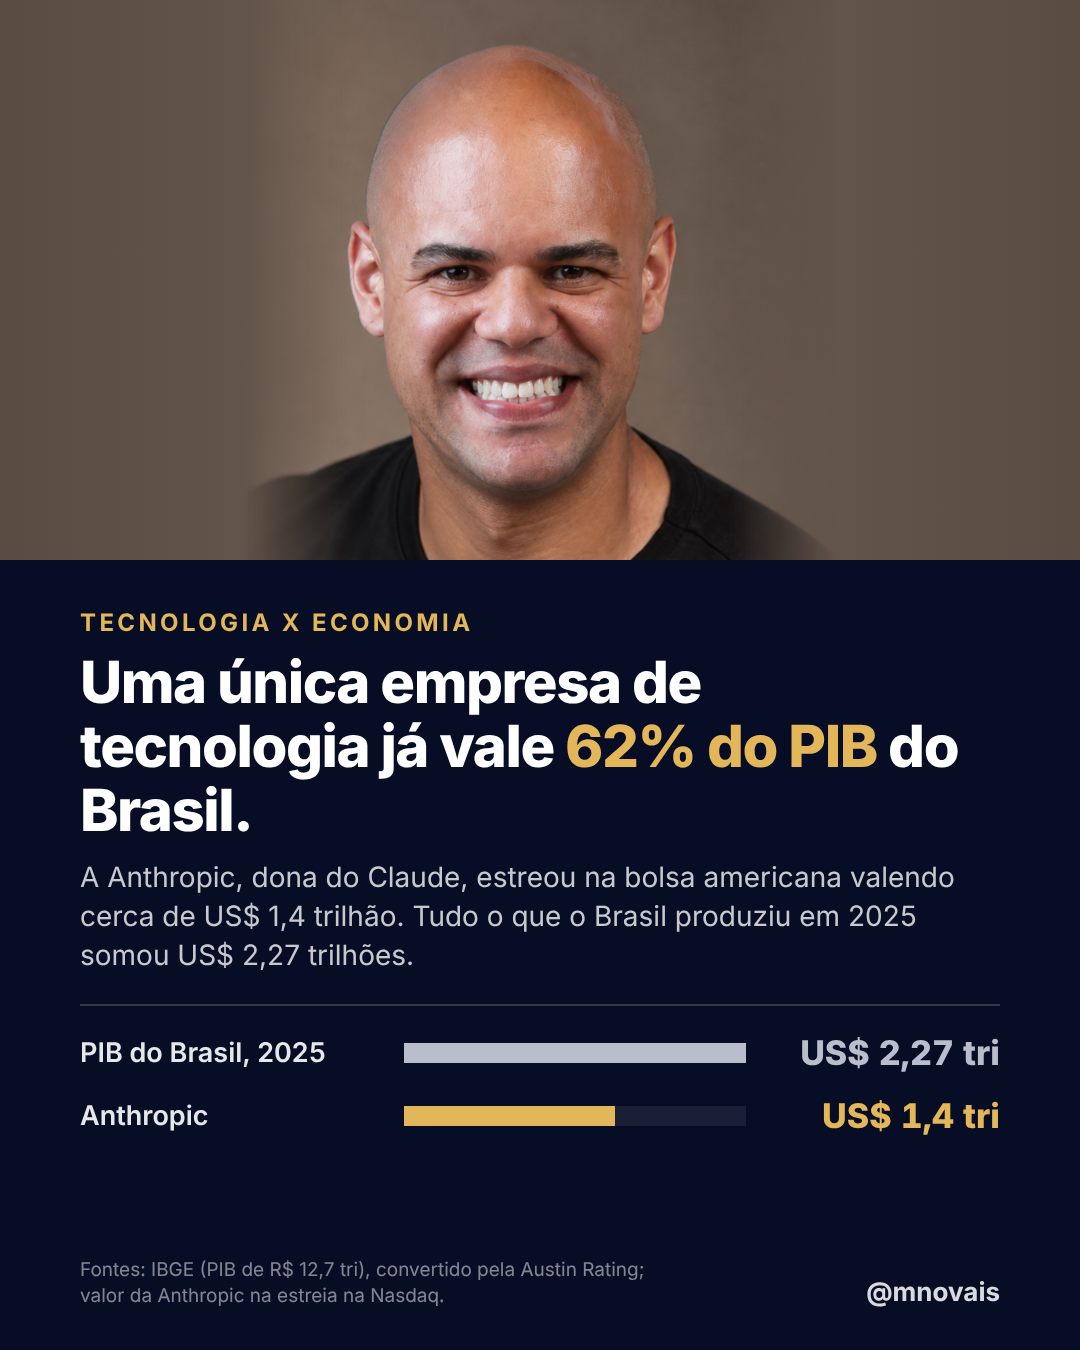 TECNOLOGIA X ECONOMIA
Uma única empresa de
tecnologia já vale 62% do PIB do
Brasil.
A Anthropic, dona do Claude, estreou na bolsa americana valendo
cerca de US$ 1,4 trilhão. Tudo o que o Brasil produziu em 2025
somou US$ 2,27 trilhões.
PIB do Brasil, 2025 US$ 2,27 tri
Anthropic US$ 1,4 tri
Fontes: IBGE (PIB de R$ 12,7 tri), convertido pela Austin Rating;
valor da Anthropic na estreia na Nasdaq.
@mnovais